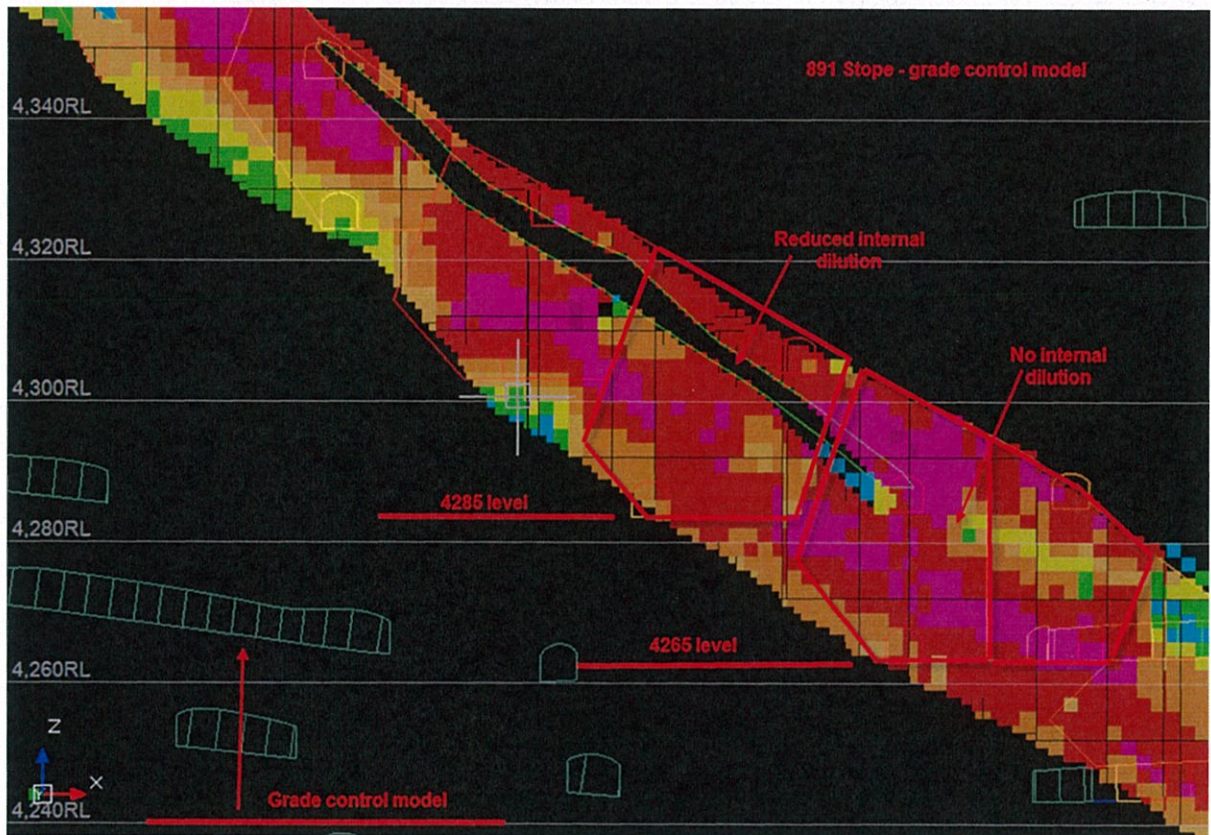 891 Stope - grade control model
4,340RL
4,320RL
Reduced internal
dilution
No internal
dilution
4,300RL
4285 level
4,280RL
4265 level
4,260RL
Z
X
Y
Grade control model
4,240RL